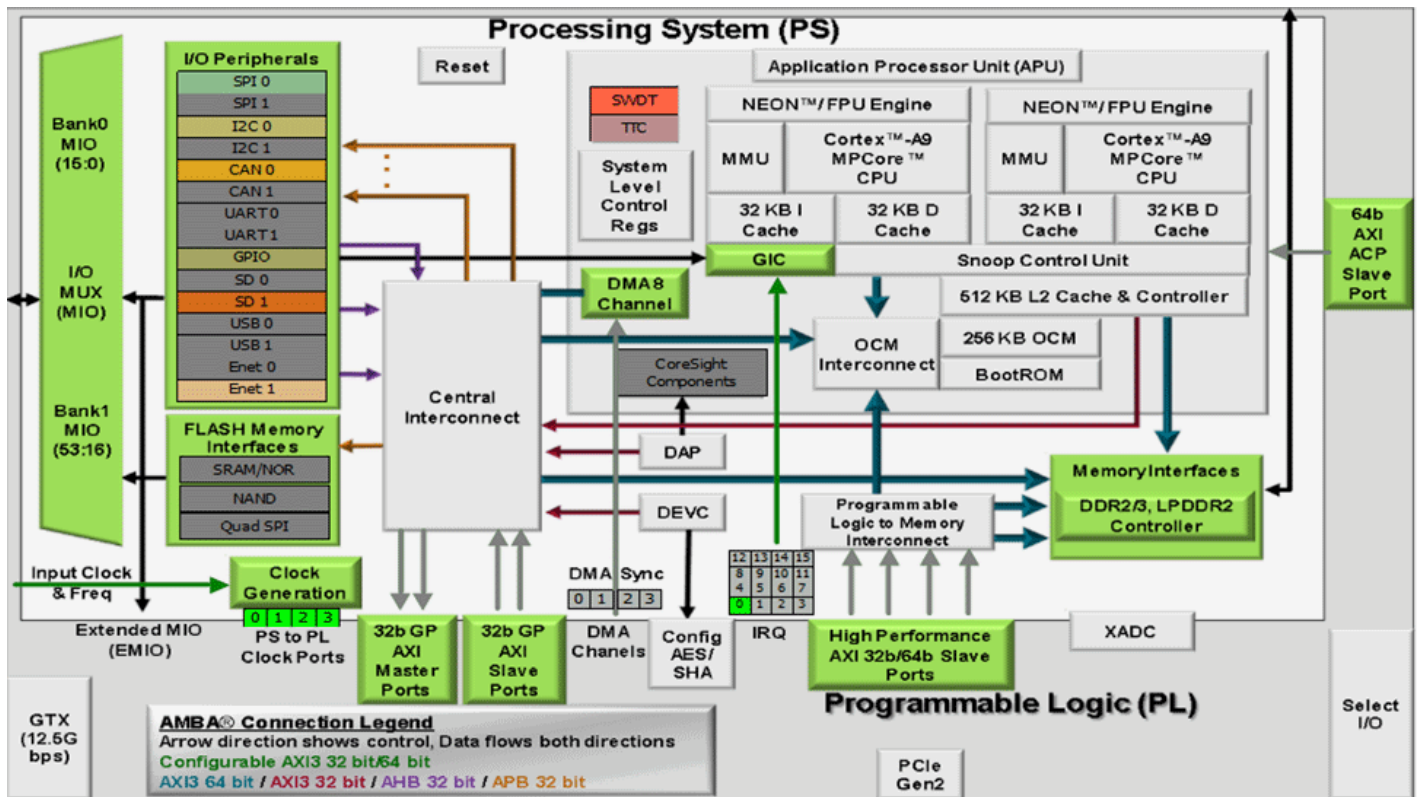 Processing System (PS)
Reset
Bank0
MIO
(15:0)
I/O
MUX
(MIO)
Bank1
MIO
(53:16)
I/O Peripherals
SPI 0
SPI 1
I2C 0
I2C 1
CAN 0
CAN 1
UART 0
UART 1
GPIO
SD 0
SD 1
USB 0
USB 1
Enet 0
Enet 1
FLASH Memory
Interfaces
SRAM/NOR
NAND
Quad SPI
Input Clock
& Freq
Clock
Generation
0 1 2 3
PS to PL
Clock Ports
Extended MIO
(EMIO)
Central
Interconnect
Application Processor Unit (APU)
SWDT
TTC
System
Level
Control
Regs
NEON™/ FPU Engine
MMU
Cortex™-A9
MPCore™
CPU
32 KB I
Cache
32 KB D
Cache
NEON™/ FPU Engine
MMU
Cortex™-A9
MPCore™
CPU
32 KB I
Cache
32 KB D
Cache
GIC
Snoop Control Unit
DMA8
Channel
512 KB L2 Cache & Controller
OCM
Interconnect
256 KB OCM
BootROM
CoreSight
Components
DAP
DEVC
Programmable
Logic to Memory
Interconnect
Memory Interfaces
DDR2/3, LPDDR2
Controller
64b
AXI
ACP
Slave
Port
DMA Sync
0 1 2 3
12 13 14 15
8 9 10 11
4 5 6 7
0 1 2 3
32b GP
AXI
Master
Ports
32b GP
AXI
Slave
Ports
DMA
Chanels
Config
AES/
SHA
IRQ
High Performance
AXI 32b/64b Slave
Ports
XADC
Programmable Logic (PL)
GTX
(12.5G
bps)
AMBA® Connection Legend
Arrow direction shows control, Data flows both directions
Configurable AXI3 32 bit/64 bit
AXI3 64 bit / AXI3 32 bit / AHB 32 bit / APB 32 bit
PCIe
Gen2
Select
I/O